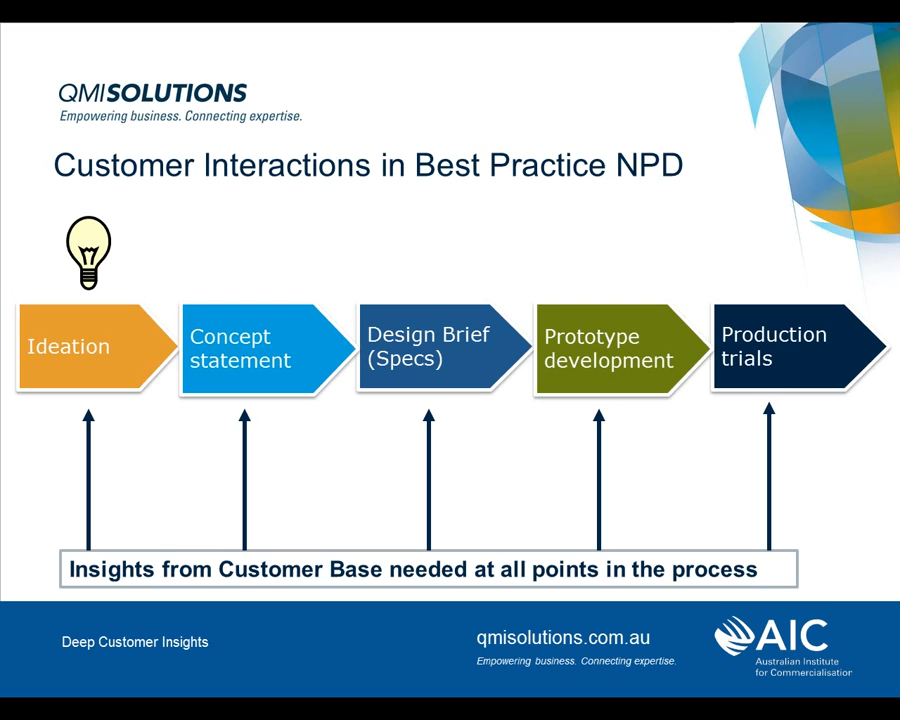 QMISOLUTIONS
Empowering business. Connecting expertise.
Customer Interactions in Best Practice NPD
Ideation
Concept
statement
Design Brief
(Specs)
Prototype
development
Production
trials
Insights from Customer Base needed at all points in the process
Deep Customer Insights
qmisolutions.com.au
Empowering business. Connecting expertise.
AIC
Australian Institute
for Commercialisation